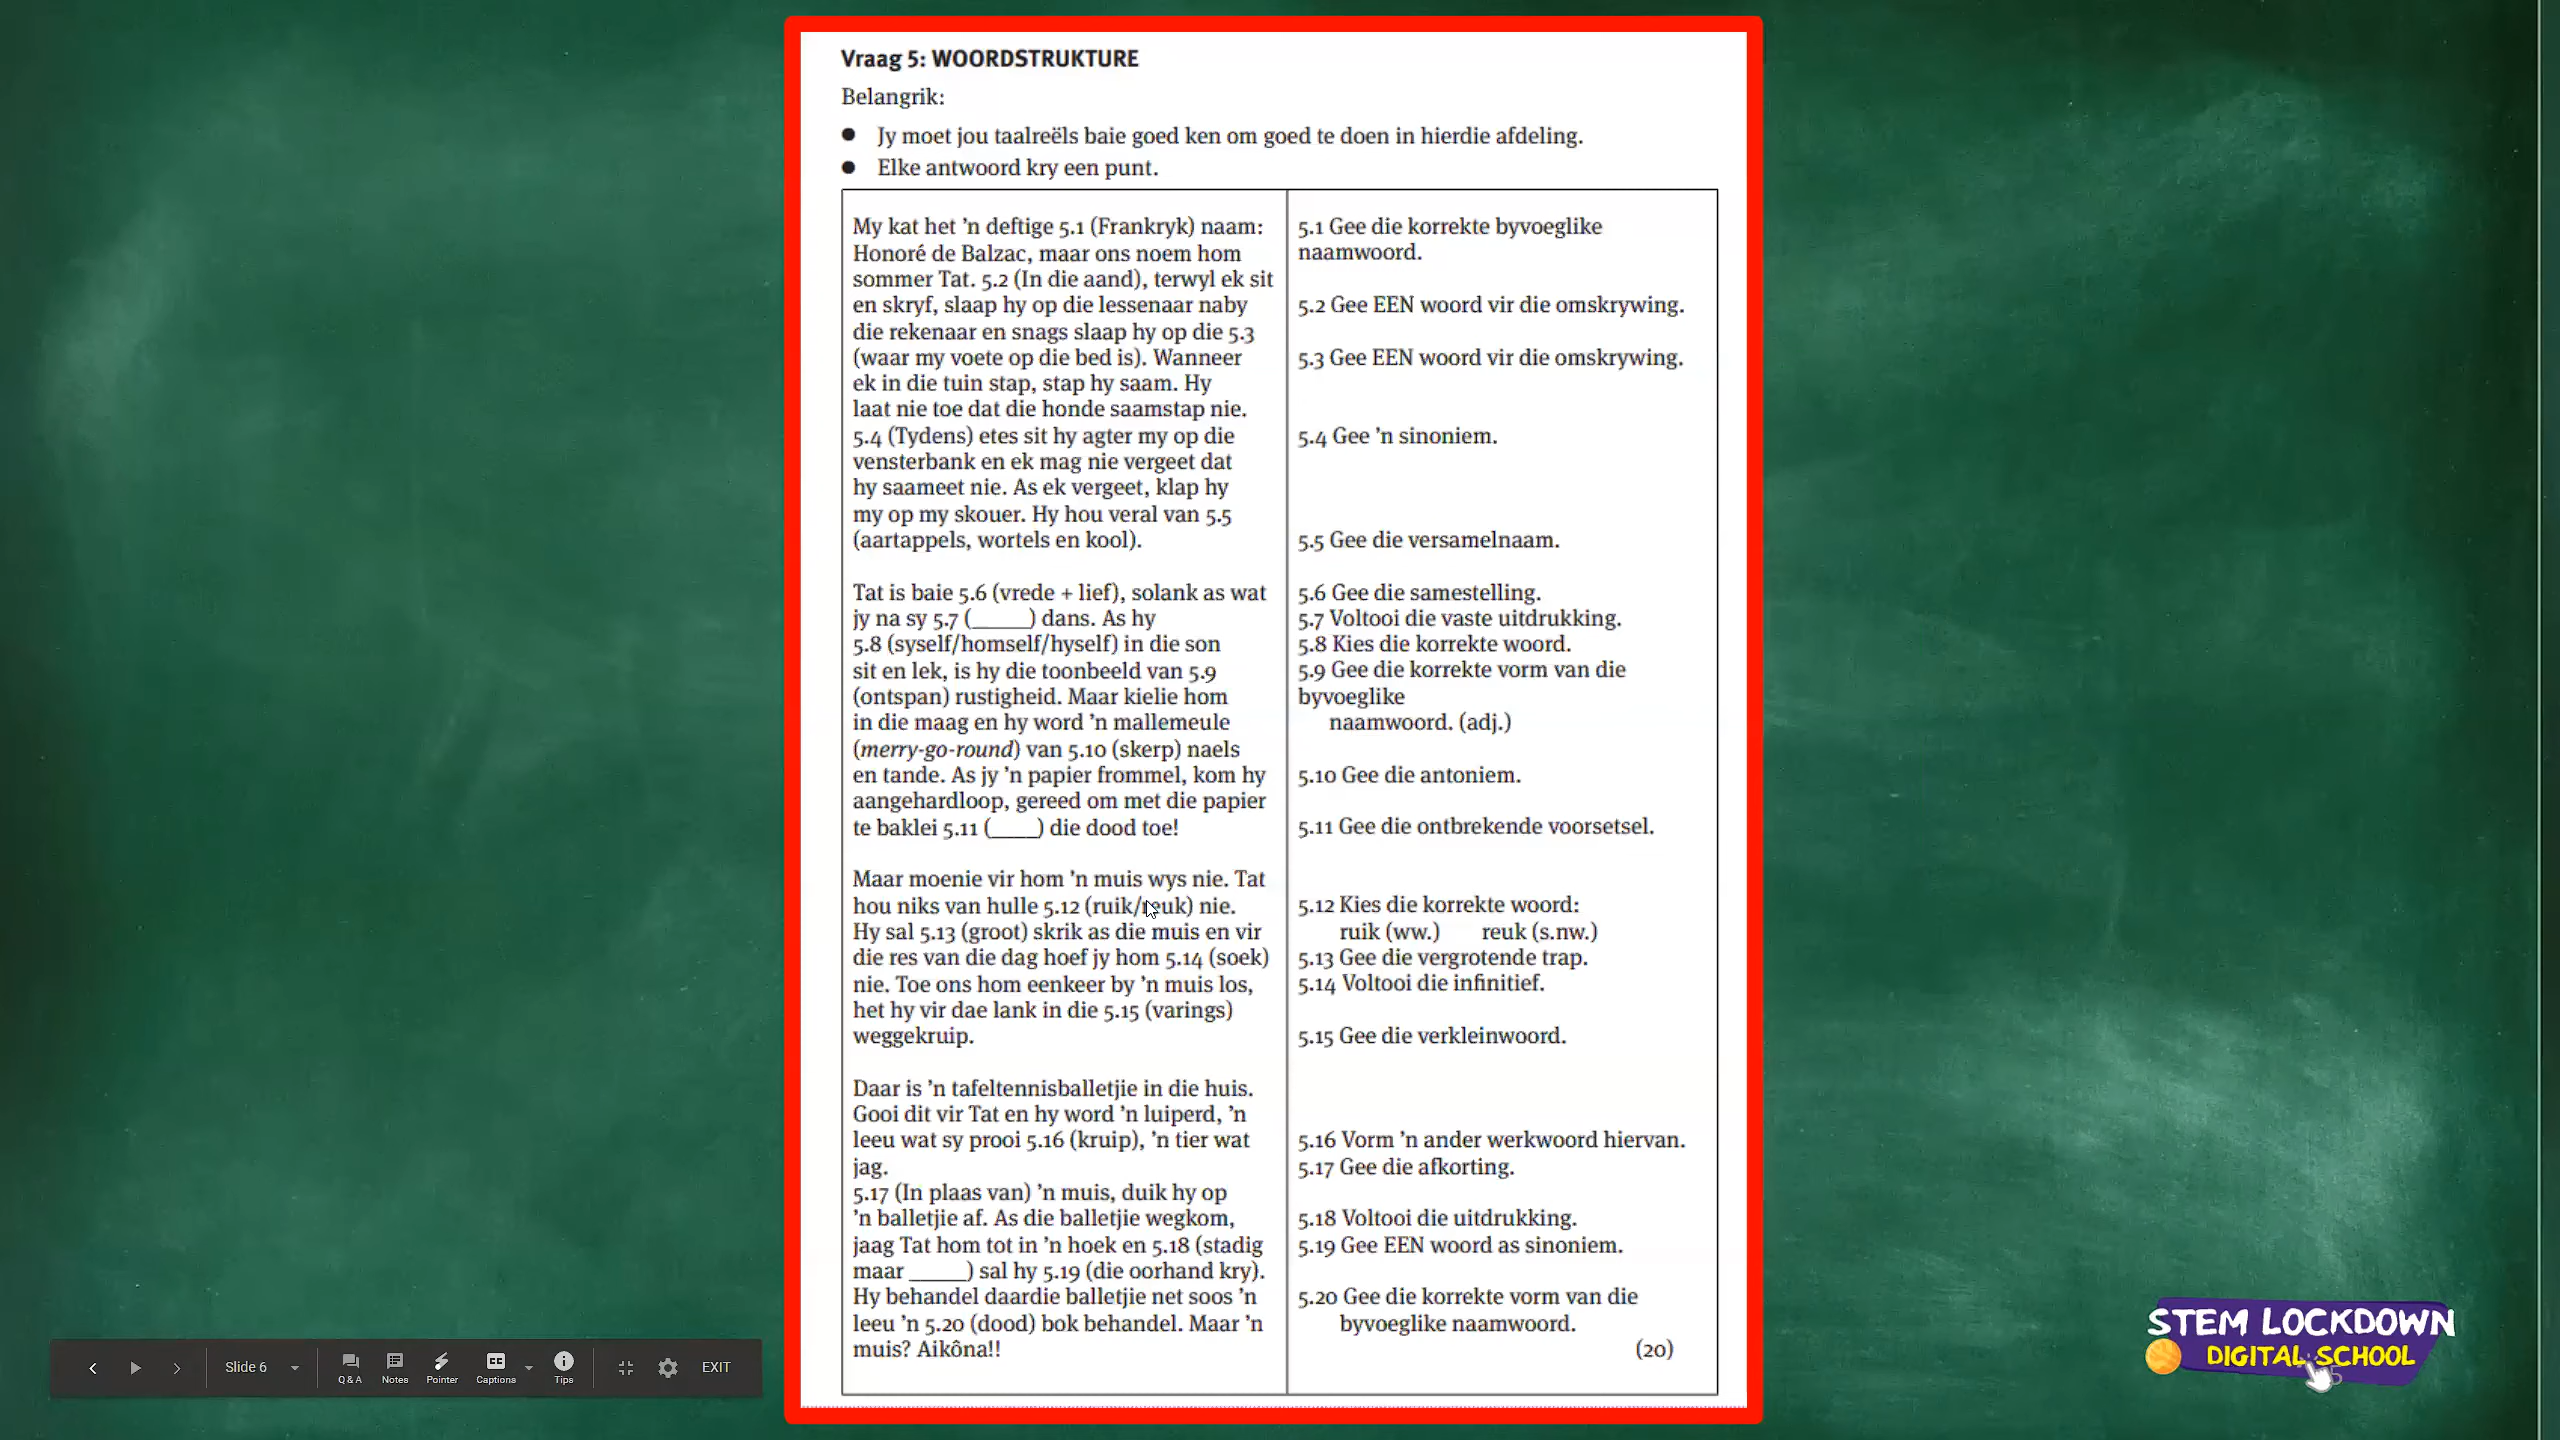 Vraag 5: WOORDSTRUKTURE
Belangrik:
● Jy moet jou taalreëls baie goed ken om goed te doen in hierdie afdeling.
● Elke antwoord kry een punt.
My kat het ’n deftige 5.1 (Frankryk) naam:
Honoré de Balzac, maar ons noem hom
sommer Tat. 5.2 (In die aand), terwyl ek sit
en skryf, slaap hy op die lessenaar naby
die rekenaar en snags slaap hy op die 5.3
(waar my voete op die bed is). Wanneer
ek in die tuin stap, stap hy saam. Hy
laat nie toe dat die honde saamstap nie.
5.4 (Tydens) etes sit hy agter my op die
vensterbank en ek mag nie vergeet dat
hy saameet nie. As ek vergeet, klap hy
my op my skouer. Hy hou veral van 5.5
(aartappels, wortels en kool).
Tat is baie 5.6 (vrede + lief), solank as wat
jy na sy 5.7 (_____) dans. As hy
5.8 (syself/homself/hyself) in die son
sit en lek, is hy die toonbeeld van 5.9
(ontspan) rustigheid. Maar kielie hom
in die maag en hy word ’n mallemeule
(merry-go-round) van 5.10 (skerp) naels
en tande. As jy ’n papier frommel, kom hy
aangehardloop, gereed om met die papier
te baklei 5.11 (____) die dood toe!
Maar moenie vir hom ’n muis wys nie. Tat
hou niks van hulle 5.12 (ruik/reuk) nie.
Hy sal 5.13 (groot) skrik as die muis en vir
die res van die dag hoef jy hom 5.14 (soek)
nie. Toe ons hom eenkeer by ’n muis los,
het hy vir dae lank in die 5.15 (varings)
weggekruip.
Daar is ’n tafeltennisballetjie in die huis.
Gooi dit vir Tat en hy word ’n luiperd, ’n
leeu wat sy prooi 5.16 (kruip), ’n tier wat
jag.
5.17 (In plaas van) ’n muis, duik hy op
’n balletjie af. As die balletjie wegkom,
jaag Tat hom tot in ’n hoek en 5.18 (stadig
maar _____) sal hy 5.19 (die oorhand kry).
Hy behandel daardie balletjie net soos ’n
leeu ’n 5.20 (dood) bok behandel. Maar ’n
muis? Aikôna!!
5.1 Gee die korrekte byvoeglike
naamwoord.
5.2 Gee EEN woord vir die omskrywing.
5.3 Gee EEN woord vir die omskrywing.
5.4 Gee ’n sinoniem.
5.5 Gee die versamelnaam.
5.6 Gee die samestelling.
5.7 Voltooi die vaste uitdrukking.
5.8 Kies die korrekte woord.
5.9 Gee die korrekte vorm van die
byvoeglike
naamwoord. (adj.)
5.10 Gee die antoniem.
5.11 Gee die ontbrekende voorsetsel.
5.12 Kies die korrekte woord:
ruik (ww.) reuk (s.nw.)
5.13 Gee die vergrotende trap.
5.14 Voltooi die infinitief.
5.15 Gee die verkleinwoord.
5.16 Vorm ’n ander werkwoord hiervan.
5.17 Gee die afkorting.
5.18 Voltooi die uitdrukking.
5.19 Gee EEN woord as sinoniem.
5.20 Gee die korrekte vorm van die
byvoeglike naamwoord.
(20)
Slide 6
Q&A
Notes
Pointer
CC
Captions
Tips
EXIT
STEM LOCKDOWN
DIGITAL SCHOOL